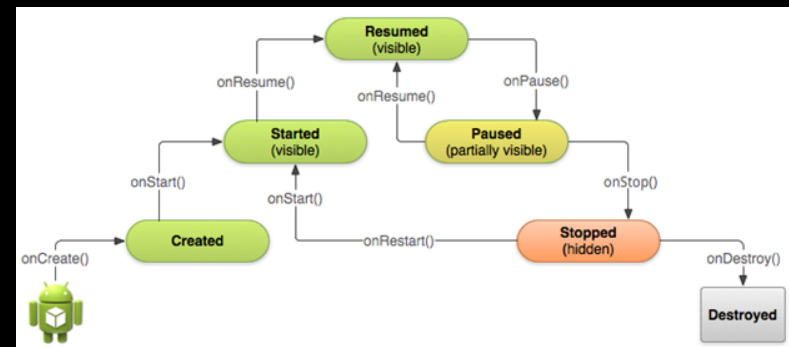 Resumed
(visible)
onResume()
onResume()
onPause()
Started
(visible)
Paused
(partially visible)
onStart()
onStart()
onStop()
Created
onRestart()
Stopped
(hidden)
onCreate()
onDestroy()
Destroyed